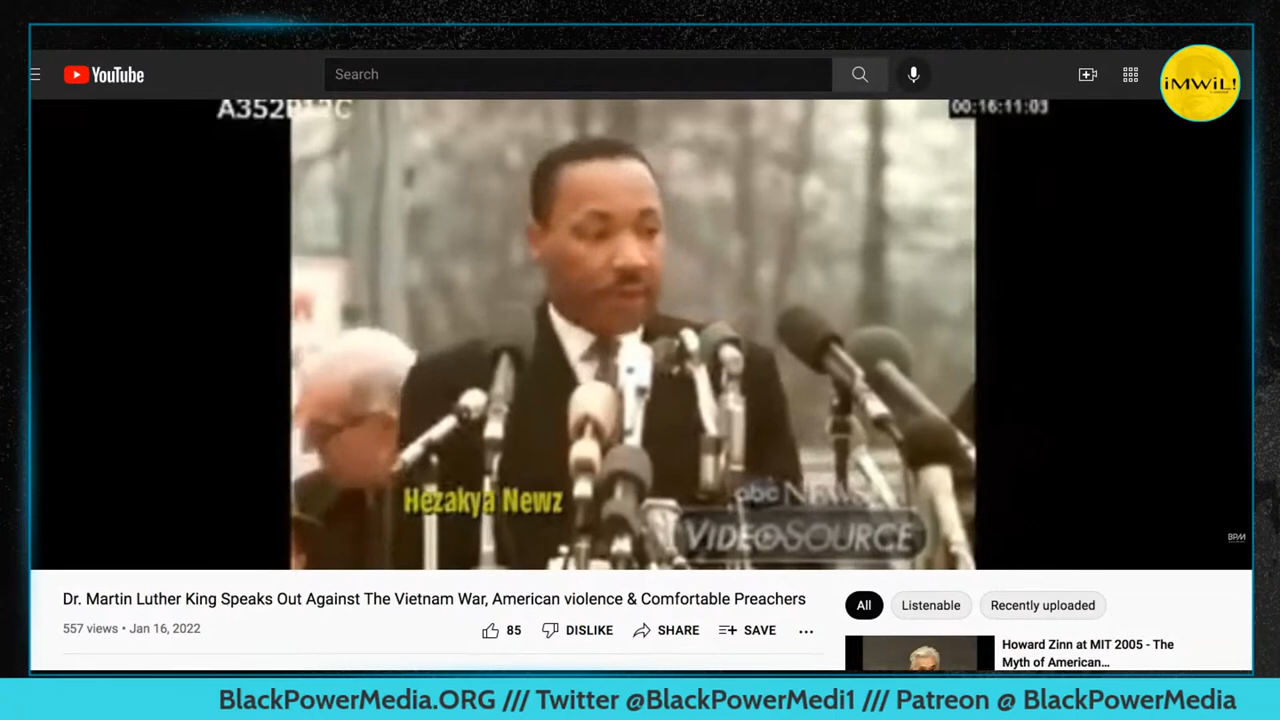 YouTube
Search
iMWiL!
A352
00:16:11:03
Hezakya Newz
abc NEWS
VIDEOSOURCE
BPM
Dr. Martin Luther King Speaks Out Against The Vietnam War, American violence & Comfortable Preachers
557 views • Jan 16, 2022
85
DISLIKE
SHARE
SAVE
All
Listenable
Recently uploaded
Howard Zinn at MIT 2005 - The
Myth of American...
BlackPowerMedia.ORG /// Twitter @BlackPowerMedi1 /// Patreon @ BlackPowerMedia